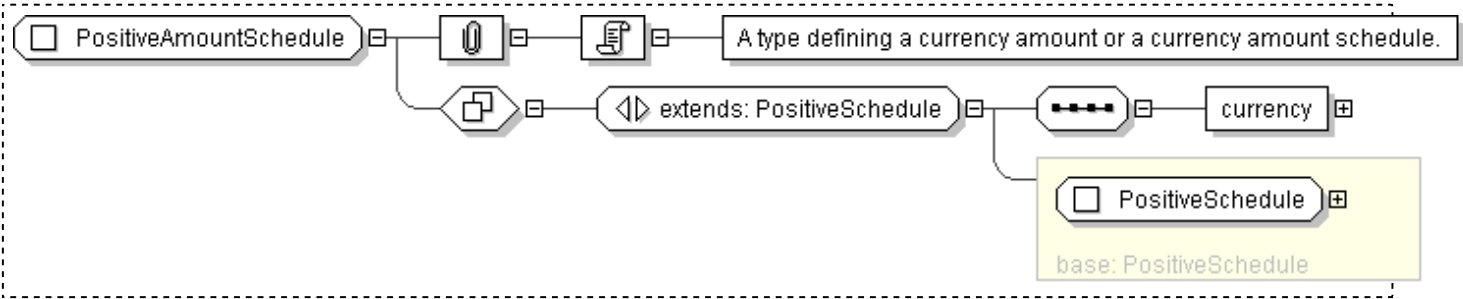 PositiveAmountSchedule
A type defining a currency amount or a currency amount schedule.
extends: PositiveSchedule
currency
PositiveSchedule
base: PositiveSchedule